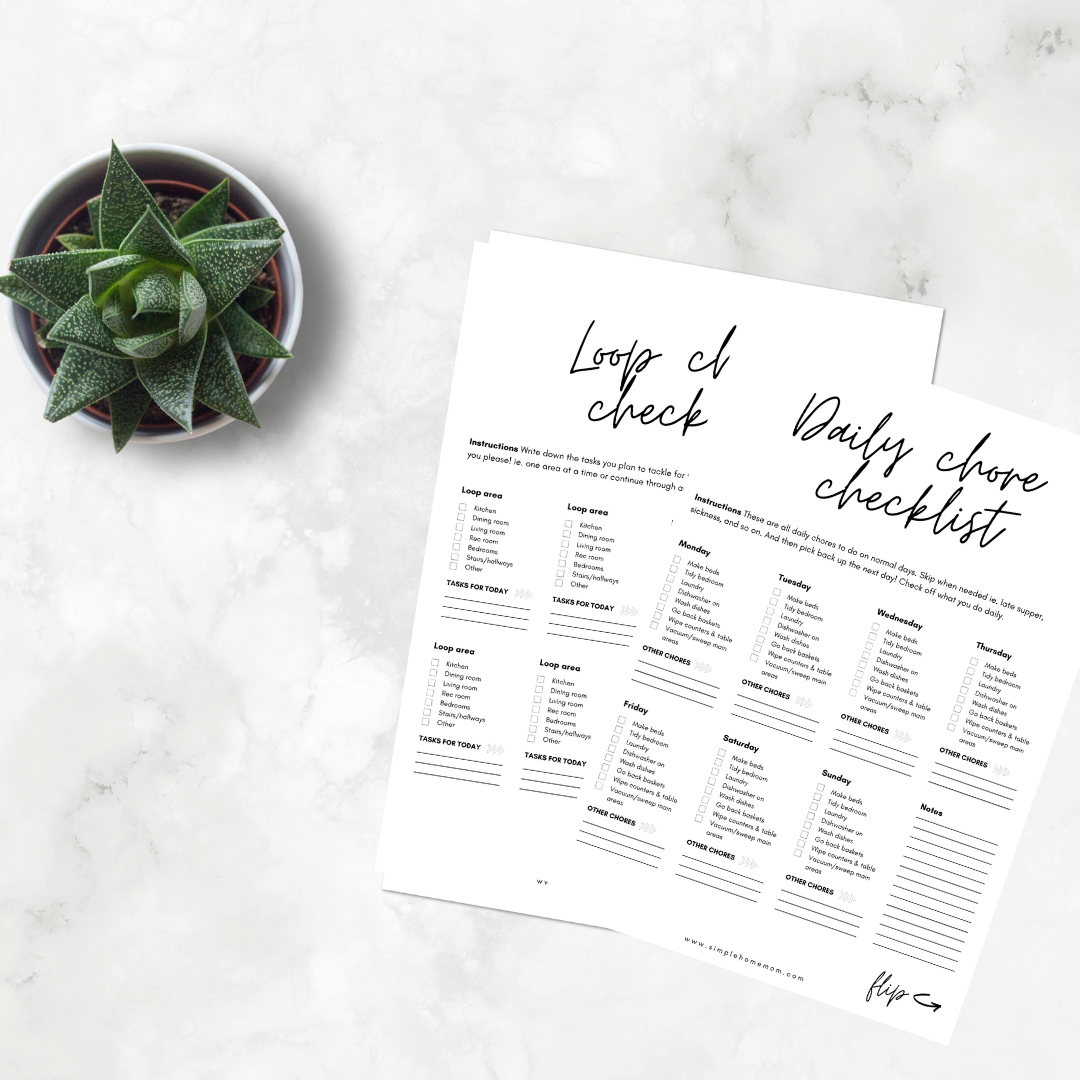 Loop cl
check
Instructions Write down the tasks you plan to tackle for
you please! ie. one area at a time or continue through a
Loop area
Kitchen
Dining room
Living room
Rec room
Bedrooms
Stairs/hallways
Other
TASKS FOR TODAY
Loop area
Kitchen
Dining room
Living room
Rec room
Bedrooms
Stairs/hallways
Other
TASKS FOR TODAY
Loop area
Kitchen
Dining room
Living room
Rec room
Bedrooms
Stairs/hallways
Other
TASKS FOR TODAY
Loop area
Kitchen
Dining room
Living room
Rec room
Bedrooms
Stairs/hallways
Other
TASKS FOR TODAY
Daily chore
checklist
Instructions These are all daily chores to do on normal days. Skip when needed ie. late supper,
sickness, and so on. And then pick back up the next day! Check off what you do daily.
Monday
Make beds
Tidy bedroom
Laundry
Dishwasher on
Wash dishes
Go back baskets
Wipe counters & table
Vacuum/sweep main
areas
OTHER CHORES
Tuesday
Make beds
Tidy bedroom
Laundry
Dishwasher on
Wash dishes
Go back baskets
Wipe counters & table
Vacuum/sweep main
areas
OTHER CHORES
Wednesday
Make beds
Tidy bedroom
Laundry
Dishwasher on
Wash dishes
Go back baskets
Wipe counters & table
Vacuum/sweep main
areas
OTHER CHORES
Thursday
Make beds
Tidy bedroom
Laundry
Dishwasher on
Wash dishes
Go back baskets
Wipe counters & table
Vacuum/sweep main
areas
OTHER CHORES
Friday
Make beds
Tidy bedroom
Laundry
Dishwasher on
Wash dishes
Go back baskets
Wipe counters & table
Vacuum/sweep main
areas
OTHER CHORES
Saturday
Make beds
Tidy bedroom
Laundry
Dishwasher on
Wash dishes
Go back baskets
Wipe counters & table
Vacuum/sweep main
areas
OTHER CHORES
Sunday
Make beds
Tidy bedroom
Laundry
Dishwasher on
Wash dishes
Go back baskets
Wipe counters & table
Vacuum/sweep main
areas
OTHER CHORES
Notes
www.simplehomemom.com
flip